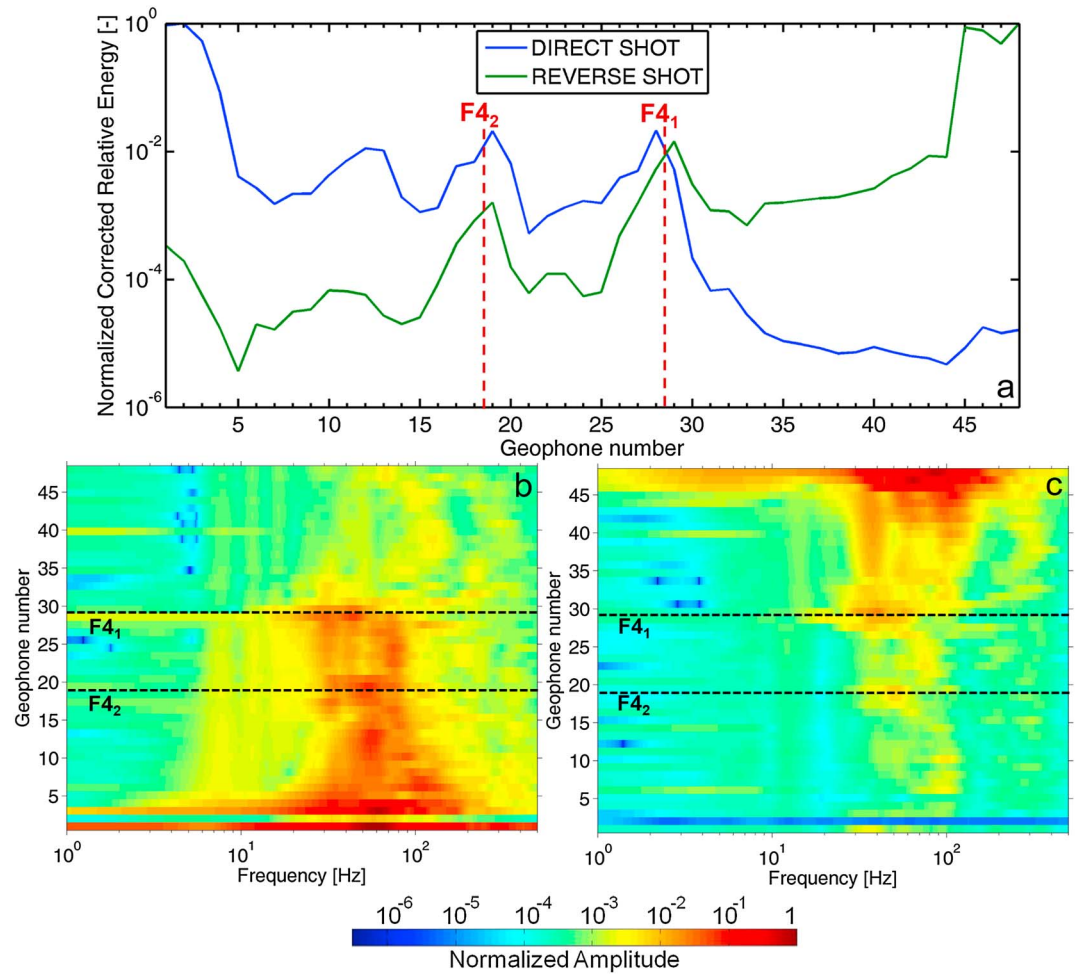 Normalized Corrected Relative Energy [-]
10⁰
10⁻²
10⁻⁴
10⁻⁶
DIRECT SHOT
REVERSE SHOT
F4₂
F4₁
a
5 10 15 20 25 30 35 40 45
Geophone number
b
Geophone number
45
40
35
30
25
20
15
10
5
F4₁
F4₂
10⁰ 10¹ 10²
Frequency [Hz]
c
Geophone number
45
40
35
30
25
20
15
10
5
F4₁
F4₂
10⁰ 10¹ 10²
Frequency [Hz]
10⁻⁶ 10⁻⁵ 10⁻⁴ 10⁻³ 10⁻² 10⁻¹ 1
Normalized Amplitude